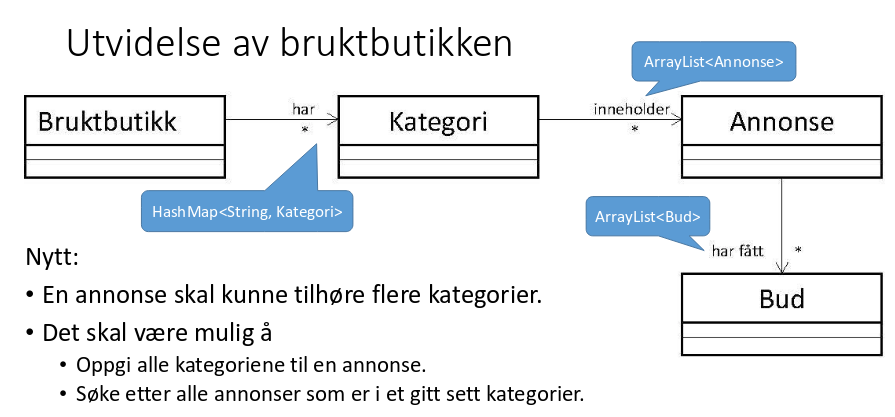 Utvidelse av bruktbutikken
ArrayList<Annonse>
Bruktbutikk
har
*
Kategori
inneholder
*
Annonse
HashMap<String, Kategori>
ArrayList<Bud>
har fått
*
Bud
Nytt:
• En annonse skal kunne tilhøre flere kategorier.
• Det skal være mulig å
• Oppgi alle kategoriene til en annonse.
• Søke etter alle annonser som er i et gitt sett kategorier.